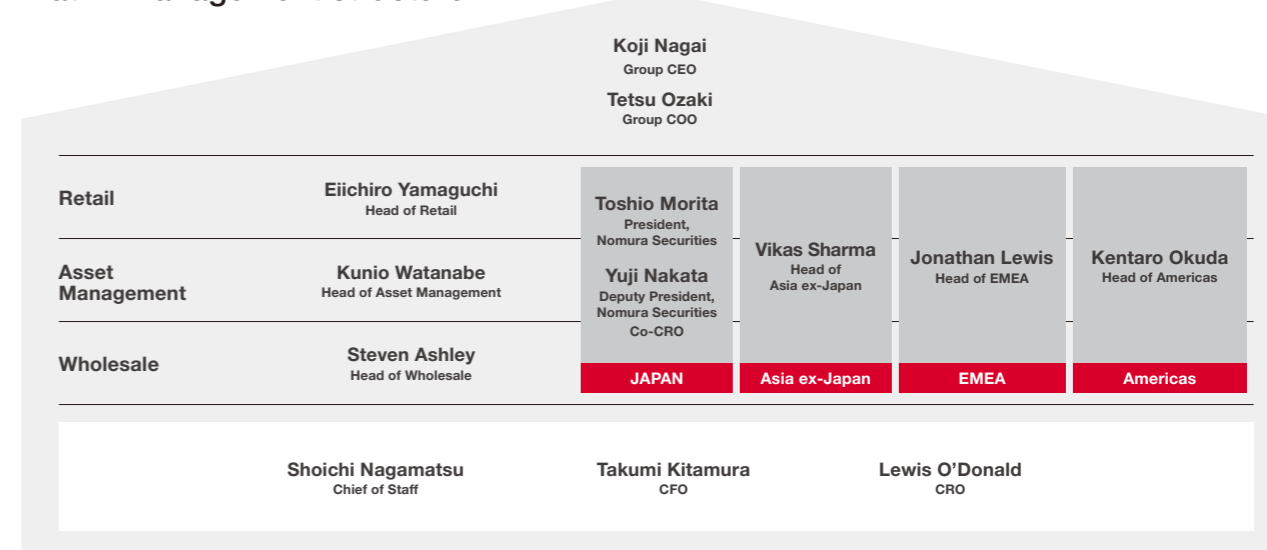 Koji Nagai
Group CEO
Tetsu Ozaki
Group COO
Retail
Eiichiro Yamaguchi
Head of Retail
Asset
Management
Kunio Watanabe
Head of Asset Management
Wholesale
Steven Ashley
Head of Wholesale
Toshio Morita
President,
Nomura Securities
Yuji Nakata
Deputy President,
Nomura Securities
Co-CRO
JAPAN
Vikas Sharma
Head of
Asia ex-Japan
Asia ex-Japan
Jonathan Lewis
Head of EMEA
EMEA
Kentaro Okuda
Head of Americas
Americas
Shoichi Nagamatsu
Chief of Staff
Takumi Kitamura
CFO
Lewis O’Donald
CRO